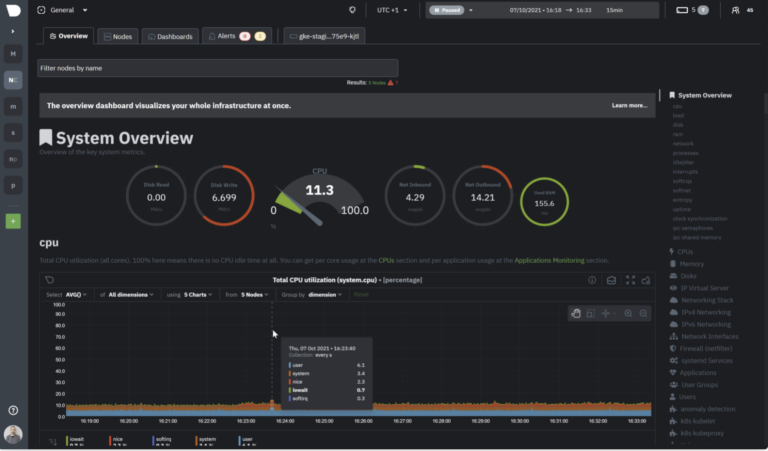 General
UTC +1
Paused
07/10/2021 • 16:18 → 16:33
15min
5
7
45
Overview
Nodes
Dashboards
Alerts
gke-stagi...75e9-kjtl
M
NC
m
s
p
Filter nodes by name
Results: 5 Nodes
The overview dashboard visualizes your whole infrastructure at once.
Learn more...
System Overview
Overview of the key system metrics.
Disk Read
0.00
Disk Write
6.699
CPU
11.3
0
100.0
%
Net Inbound
4.29
Net Outbound
14.21
Used RAM
155.6
cpu
Total CPU utilization (all cores). 100% here means there is no CPU idle time at all. You can get per core usage at the CPUs section and per application usage at the Applications Monitoring section.
Total CPU utilization (system.cpu) • [percentage]
Select AVG() of All dimensions using 5 Charts from 5 Nodes Group by dimension Reset
100.0
90.0
80.0
70.0
60.0
50.0
40.0
30.0
20.0
10.0
0.0
Thu, 07 Oct 2021 • 16:23:40
Collection: every s
user 4.1
system 3.4
nice 2.3
iowait 0.7
softirq 0.3
16:19:00 16:20:00 16:21:00 16:22:00 16:23:00 16:24:00 16:25:00 16:26:00 16:27:00 16:28:00 16:29:00 16:30:00 16:31:00 16:32:00 16:33:00
iowait nice softirq system user
System Overview
cpu
load
disk
ram
network
processes
idlejitter
interrupts
softirqs
softnet
entropy
uptime
clock synchronization
ipc semaphores
ipc shared memory
CPUs
Memory
Disks
IP Virtual Server
Networking Stack
IPv4 Networking
IPv6 Networking
Network Interfaces
Firewall (netfilter)
systemd Services
Applications
User Groups
Users
anomaly detection
k8s kubelet
k8s kubeproxy